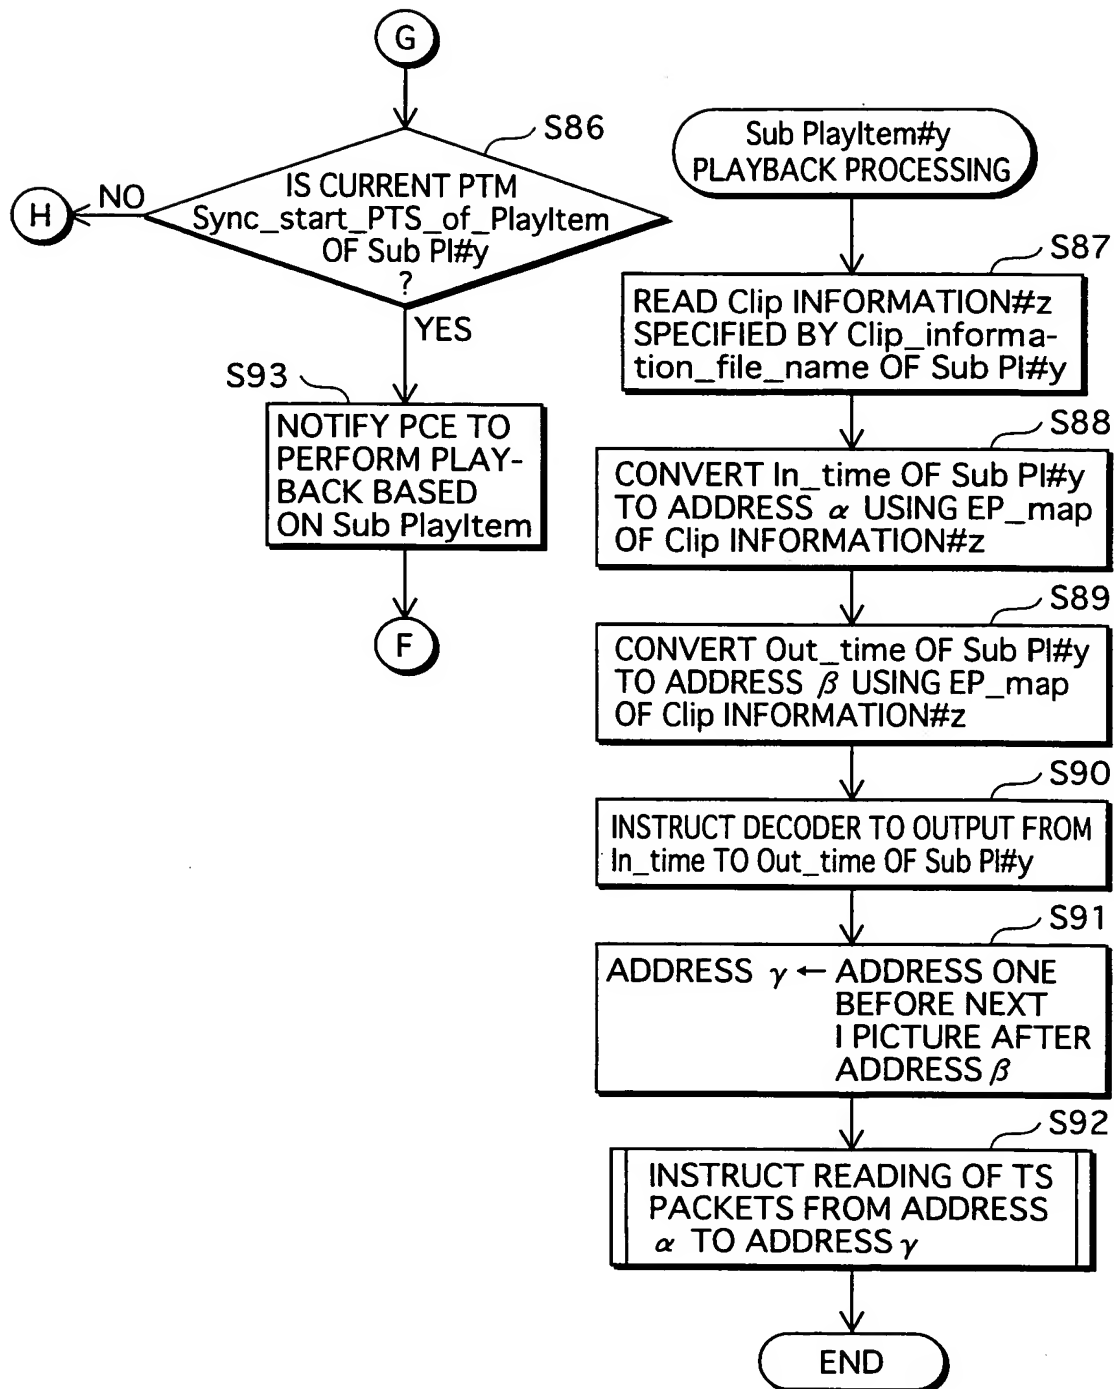 G
S86
IS CURRENT PTM
Sync_start_PTS_of_PlayItem
OF Sub PI#y
?
NO
H
YES
S93
NOTIFY PCE TO
PERFORM PLAY-
BACK BASED
ON Sub PlayItem
F
Sub PlayItem#y
PLAYBACK PROCESSING
S87
READ Clip INFORMATION#z
SPECIFIED BY Clip_informa-
tion_file_name OF Sub PI#y
S88
CONVERT In_time OF Sub PI#y
TO ADDRESS α USING EP_map
OF Clip INFORMATION#z
S89
CONVERT Out_time OF Sub PI#y
TO ADDRESS β USING EP_map
OF Clip INFORMATION#z
S90
INSTRUCT DECODER TO OUTPUT FROM
In_time TO Out_time OF Sub PI#y
S91
ADDRESS γ ← ADDRESS ONE
BEFORE NEXT
I PICTURE AFTER
ADDRESS β
S92
INSTRUCT READING OF TS
PACKETS FROM ADDRESS
α TO ADDRESS γ
END